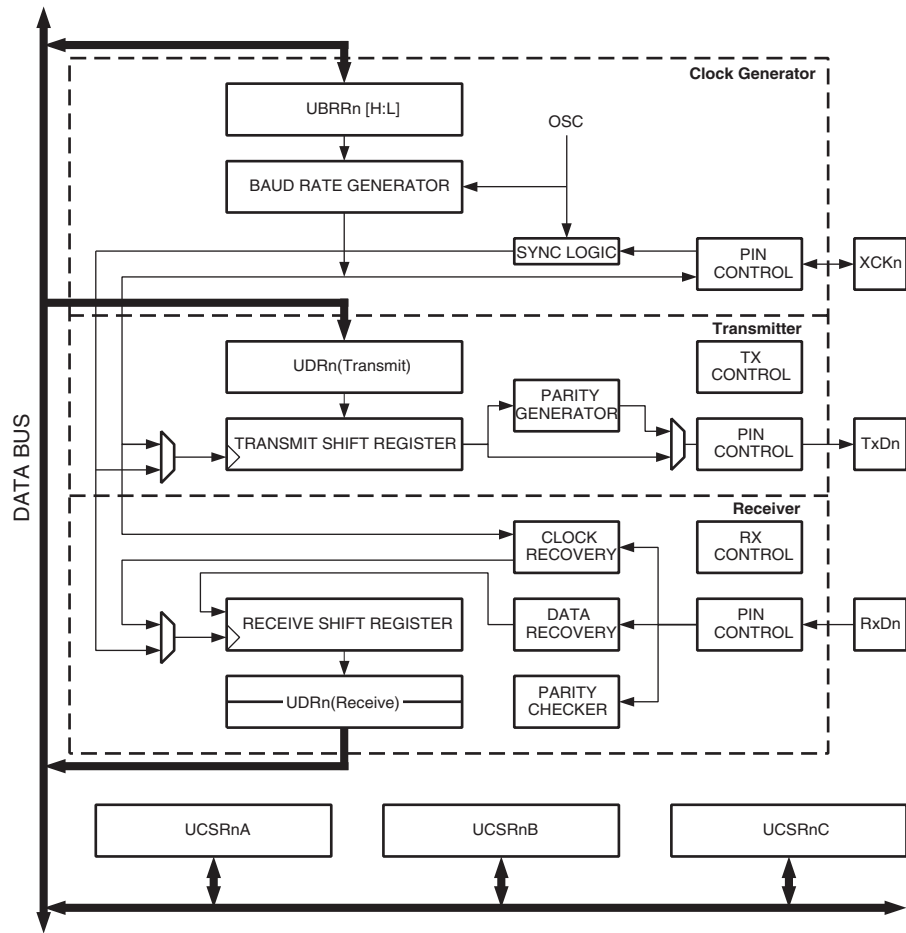 Clock Generator
UBRRn [H:L]
OSC
BAUD RATE GENERATOR
SYNC LOGIC
PIN
CONTROL
XCKn
Transmitter
UDRn(Transmit)
TX
CONTROL
PARITY
GENERATOR
TRANSMIT SHIFT REGISTER
PIN
CONTROL
TxDn
DATA BUS
Receiver
CLOCK
RECOVERY
RX
CONTROL
RECEIVE SHIFT REGISTER
DATA
RECOVERY
PIN
CONTROL
RxDn
UDRn(Receive)
PARITY
CHECKER
UCSRnA
UCSRnB
UCSRnC